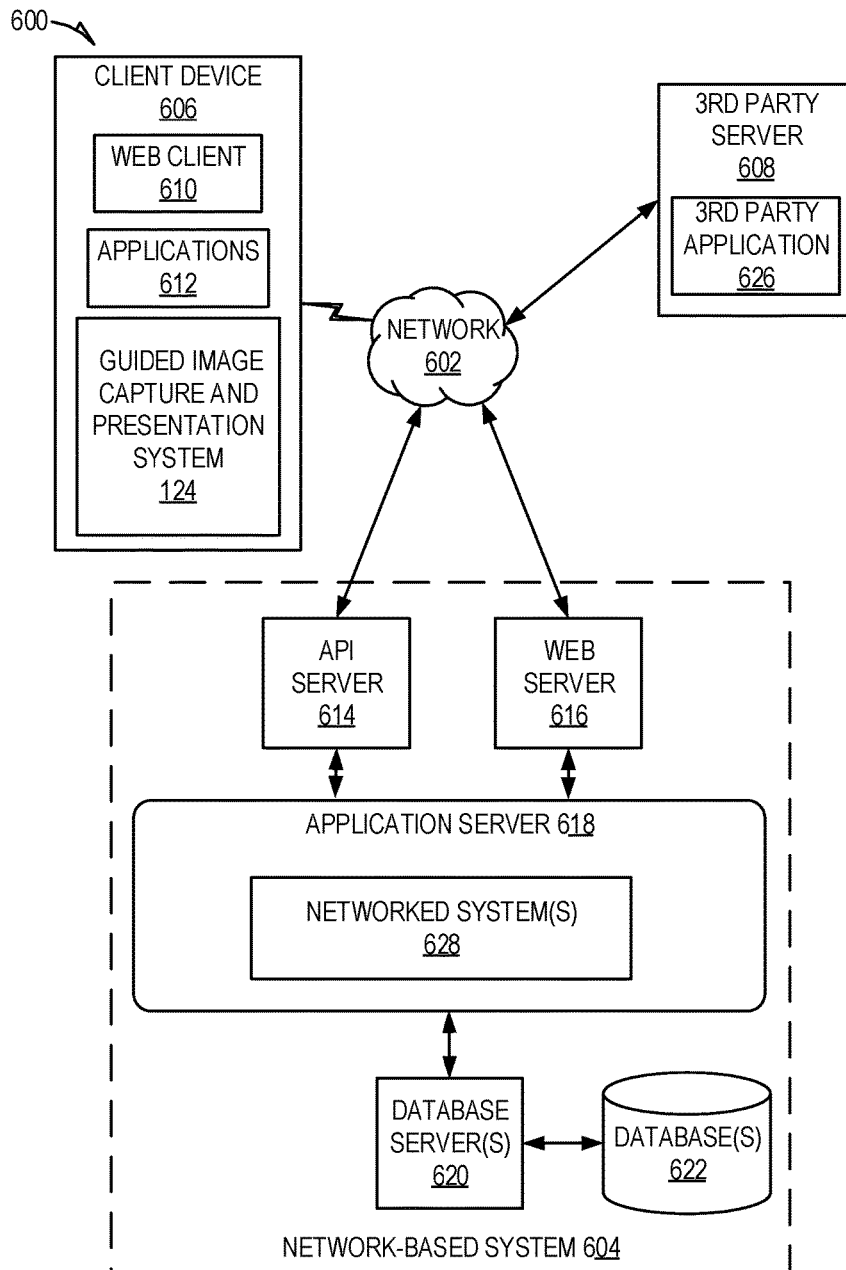 600
CLIENT DEVICE
606
WEB CLIENT
610
APPLICATIONS
612
GUIDED IMAGE
CAPTURE AND
PRESENTATION
SYSTEM
124
3RD PARTY
SERVER
608
3RD PARTY
APPLICATION
626
NETWORK
602
API
SERVER
614
WEB
SERVER
616
APPLICATION SERVER 618
NETWORKED SYSTEM(S)
628
DATABASE
SERVER(S)
620
DATABASE(S)
622
NETWORK-BASED SYSTEM 604